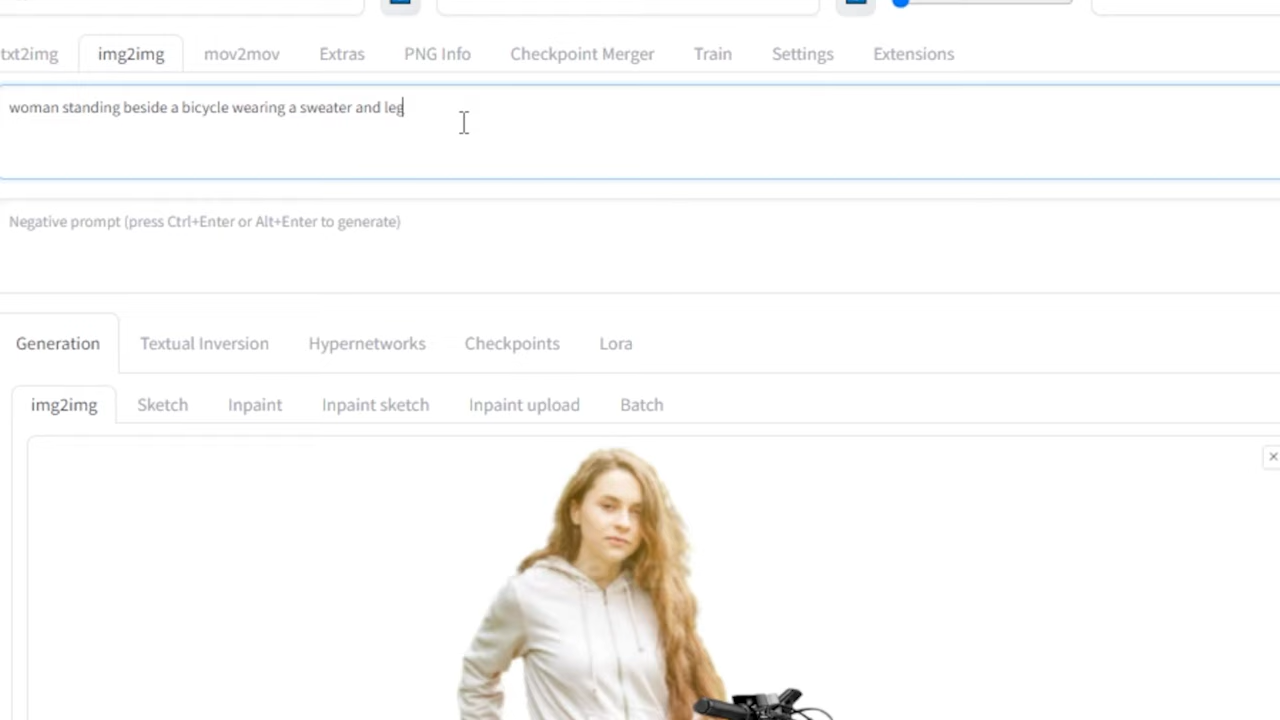 txt2img img2img mov2mov Extras PNG Info Checkpoint Merger Train Settings Extensions
woman standing beside a bicycle wearing a sweater and leg
Negative prompt (press Ctrl+Enter or Alt+Enter to generate)
Generation Textual Inversion Hypernetworks Checkpoints Lora
img2img Sketch Inpaint Inpaint sketch Inpaint upload Batch